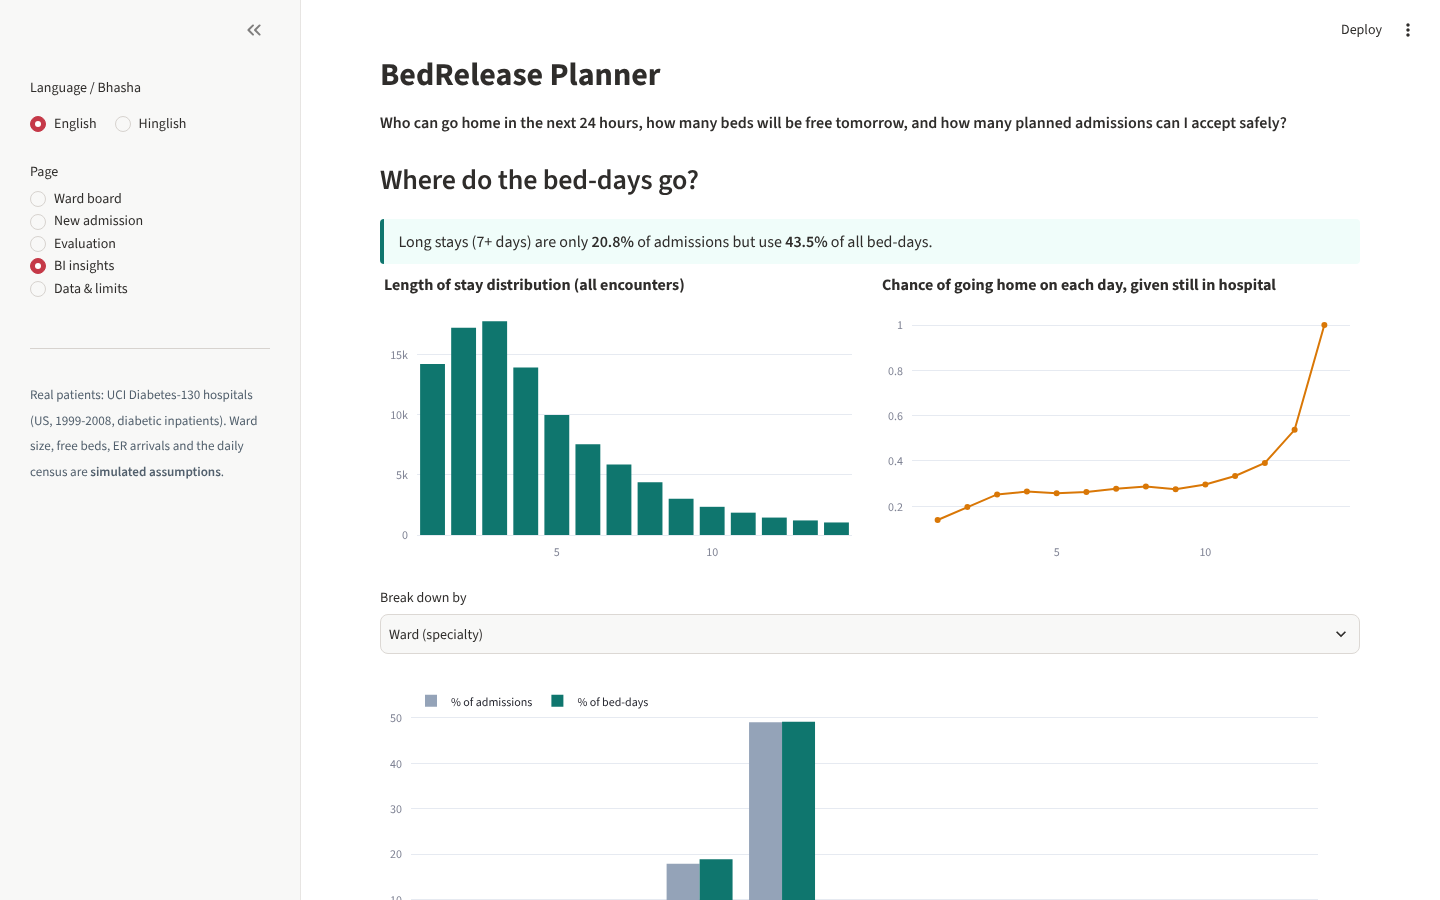 Deploy
Language / Bhasha
English
Hinglish
Page
Ward board
New admission
Evaluation
BI insights
Data & limits
Real patients: UCI Diabetes-130 hospitals
(US, 1999-2008, diabetic inpatients). Ward
size, free beds, ER arrivals and the daily
census are simulated assumptions.
BedRelease Planner
Who can go home in the next 24 hours, how many beds will be free tomorrow, and how many planned admissions can I accept safely?
Where do the bed-days go?
Long stays (7+ days) are only 20.8% of admissions but use 43.5% of all bed-days.
Length of stay distribution (all encounters)
15k
10k
5k
0
5 10
Chance of going home on each day, given still in hospital
1
0.8
0.6
0.4
0.2
5 10
Break down by
Ward (specialty)
% of admissions % of bed-days
50
40
30
20
10